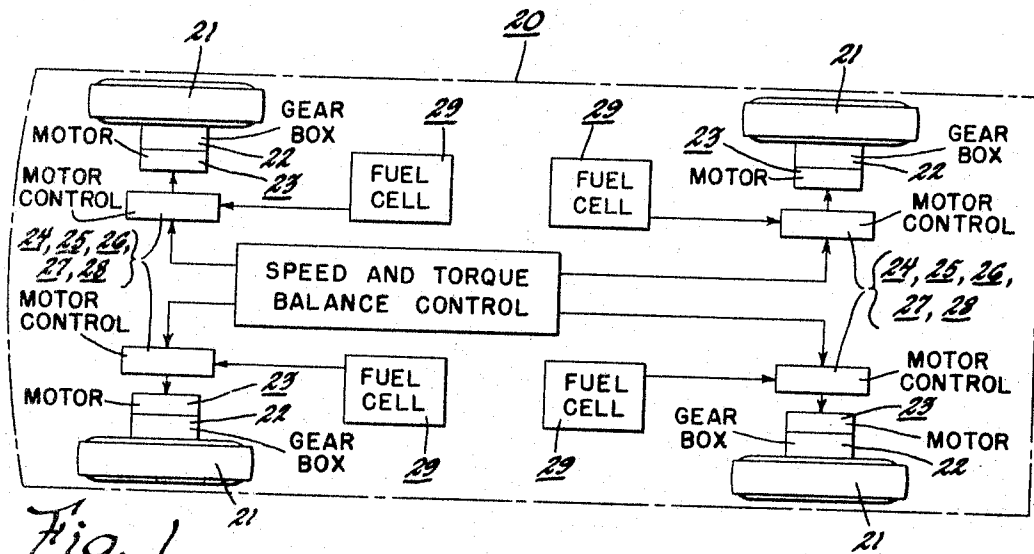 20
21
21
GEAR
BOX
MOTOR
22
23
29
FUEL
CELL
29
FUEL
CELL
23
MOTOR
GEAR
BOX
22
MOTOR
CONTROL
MOTOR
CONTROL
24, 25, 26,
27, 28
SPEED AND TORQUE
BALANCE CONTROL
24, 25, 26,
27, 28
MOTOR
CONTROL
MOTOR
CONTROL
MOTOR
23
22
GEAR
BOX
FUEL
CELL
29
FUEL
CELL
29
GEAR
BOX
23
MOTOR
22
21
21
Fig. 1